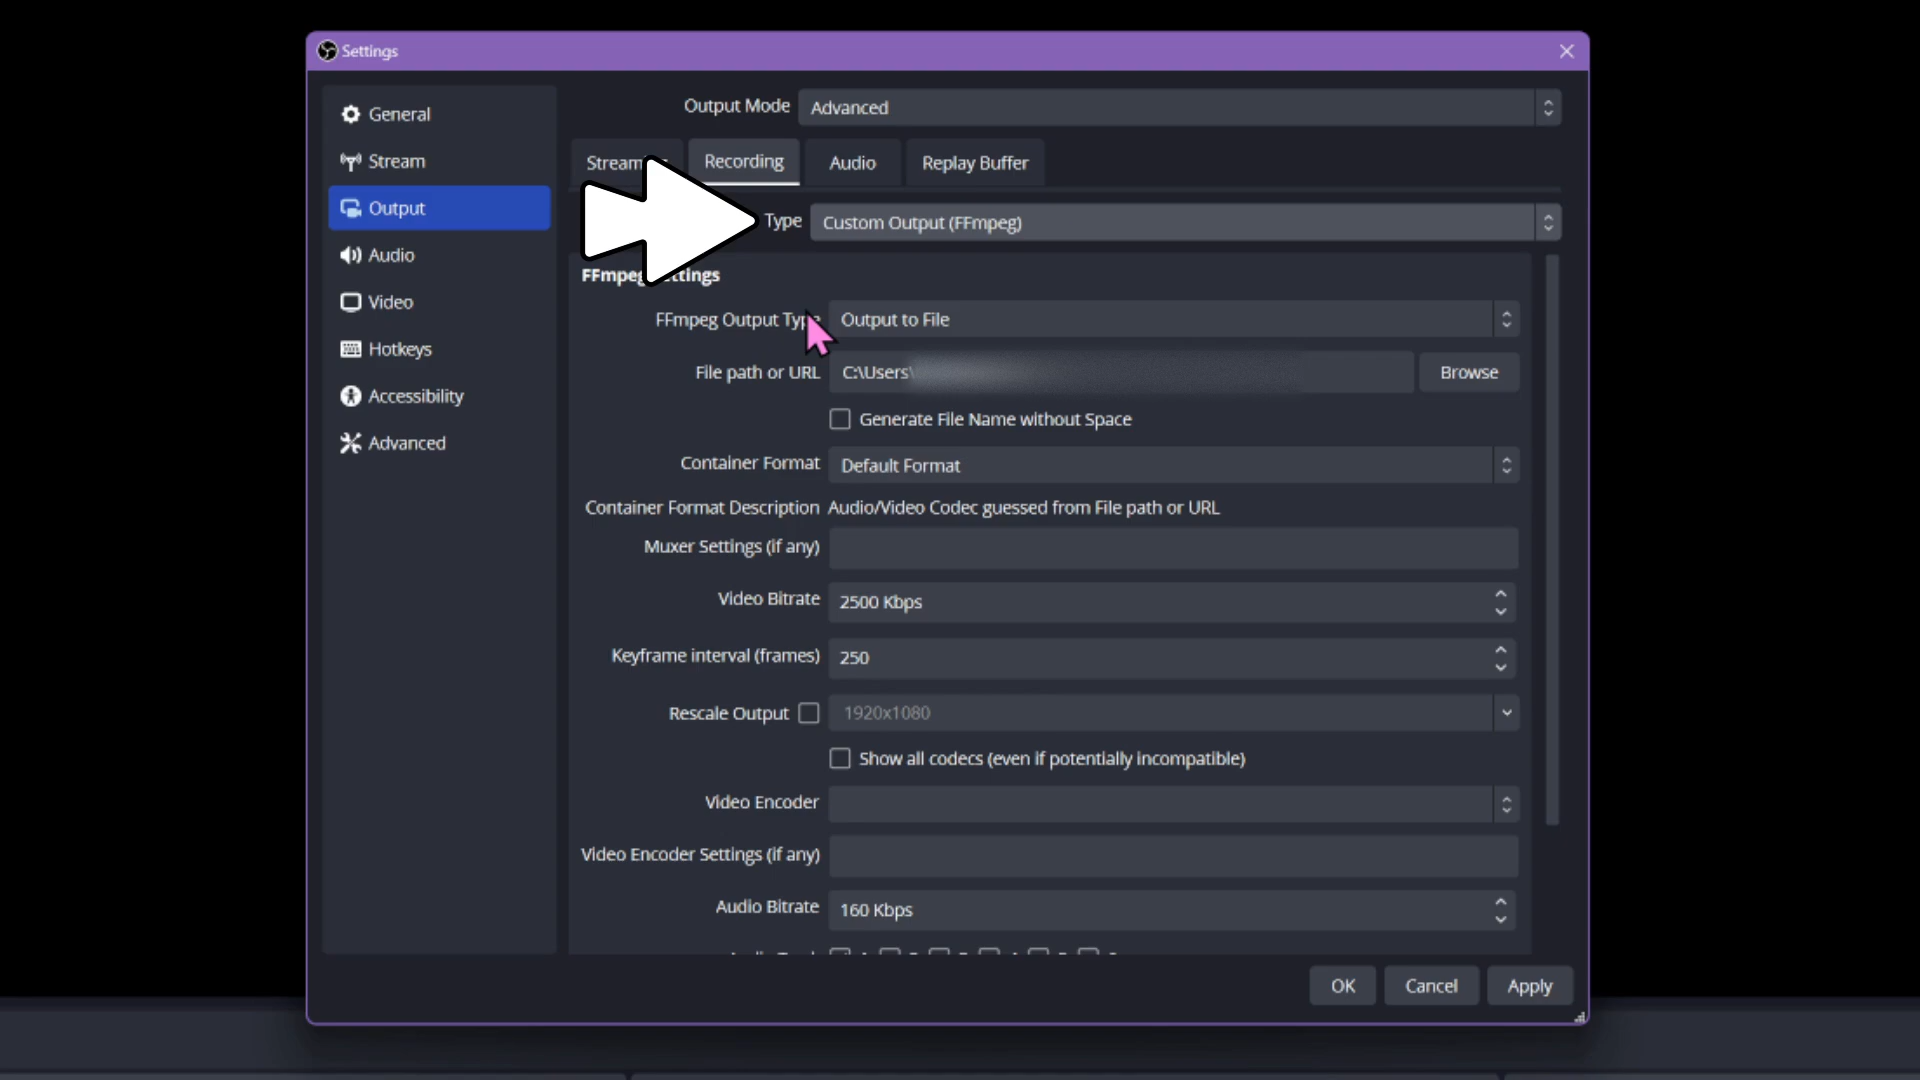 Settings
General
Stream
Output
Audio
Video
Hotkeys
Accessibility
Advanced
Output Mode Advanced
Recording Audio Replay Buffer
Type Custom Output (FFmpeg)
FFmpeg Output Type Output to File
File path or URL C:\Users\ Browse
Generate File Name without Space
Container Format Default Format
Container Format Description Audio/Video Codec guessed from File path or URL
Muxer Settings (if any)
Video Bitrate 2500 Kbps
Keyframe interval (frames) 250
Rescale Output 1920x1080
Show all codecs (even if potentially incompatible)
Video Encoder
Video Encoder Settings (if any)
Audio Bitrate 160 Kbps
OK Cancel Apply